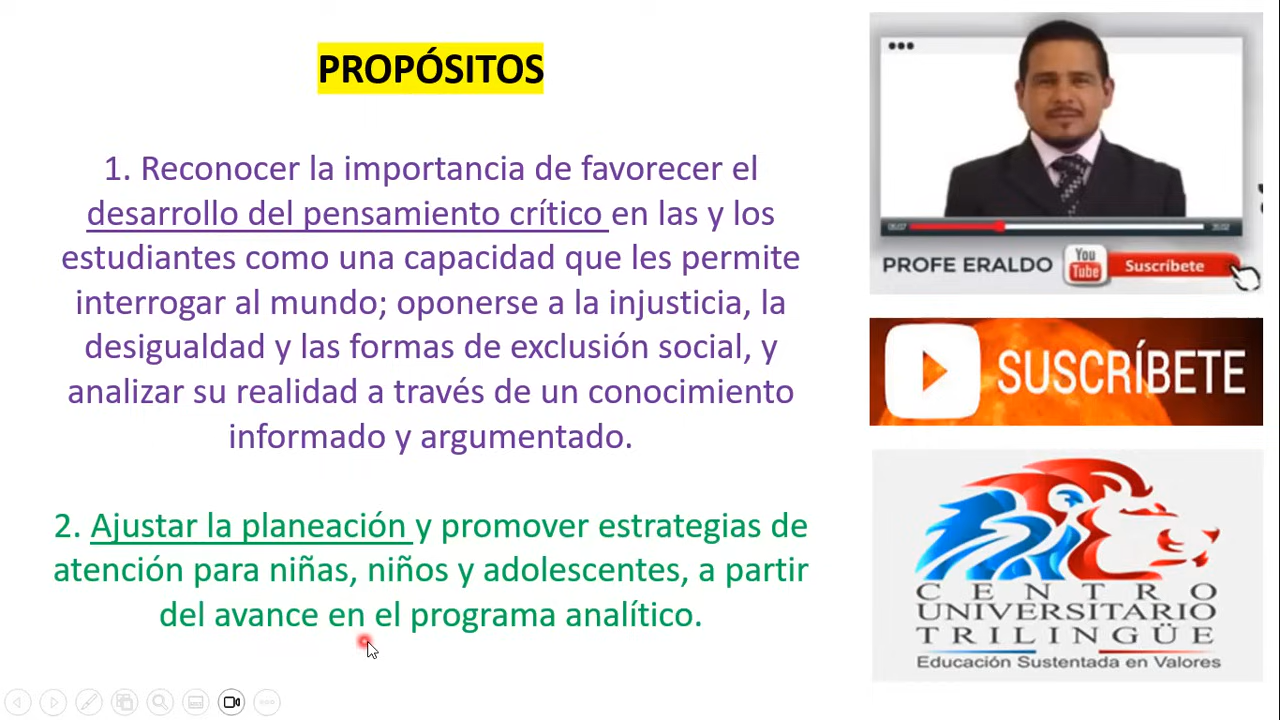 PROPÓSITOS
1. Reconocer la importancia de favorecer el
desarrollo del pensamiento crítico en las y los
estudiantes como una capacidad que les permite
interrogar al mundo; oponerse a la injusticia, la
desigualdad y las formas de exclusión social, y
analizar su realidad a través de un conocimiento
informado y argumentado.
2. Ajustar la planeación y promover estrategias de
atención para niñas, niños y adolescentes, a partir
del avance en el programa analítico.
PROFE ERALDO
You
Tube
Suscríbete
SUSCRÍBETE
CENTRO
UNIVERSITARIO
TRILINGÜE
Educación Sustentada en Valores